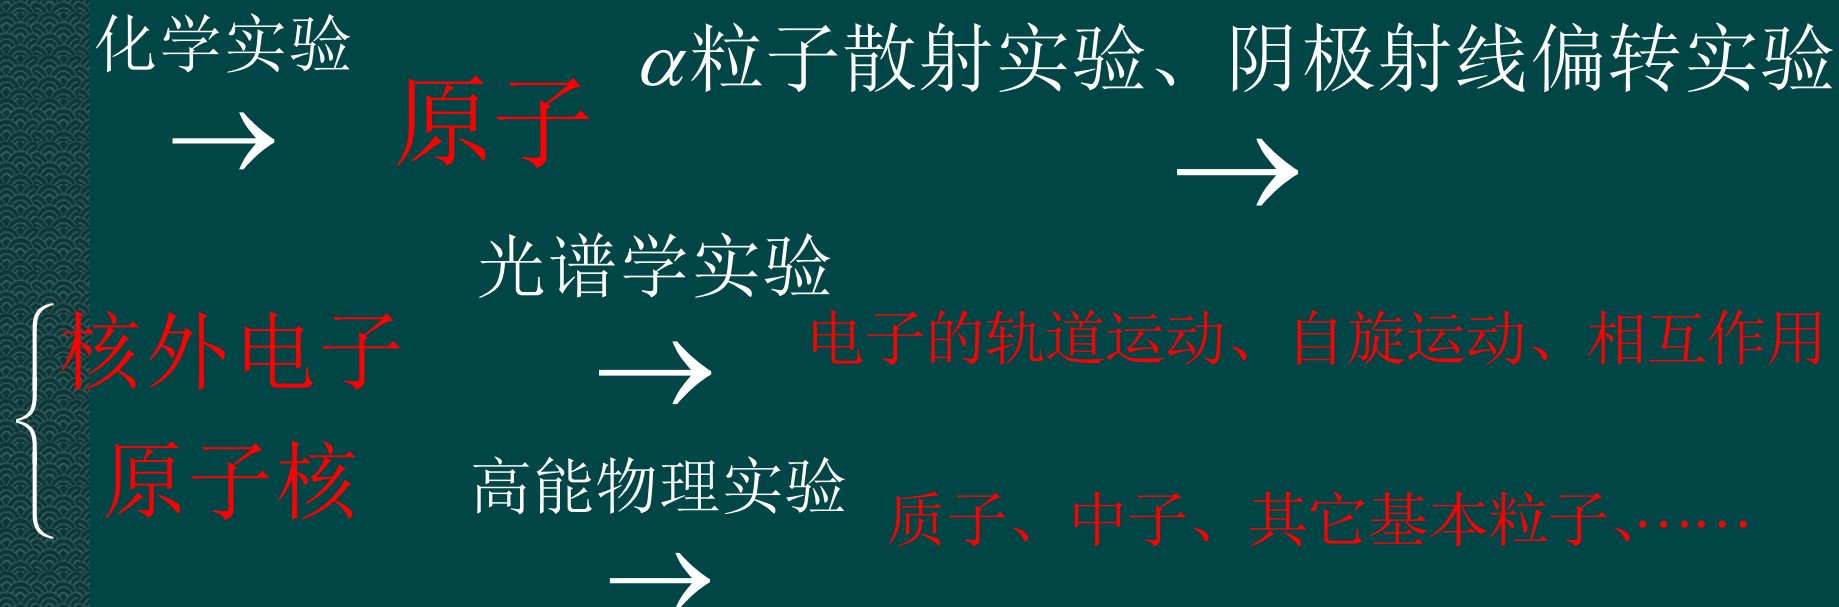 化学实验
α粒子散射实验、阴极射线偏转实验
→ 原子 →
光谱学实验
核外电子 → 电子的轨道运动、自旋运动、相互作用
原子核 高能物理实验
→ 质子、中子、其它基本粒子、……